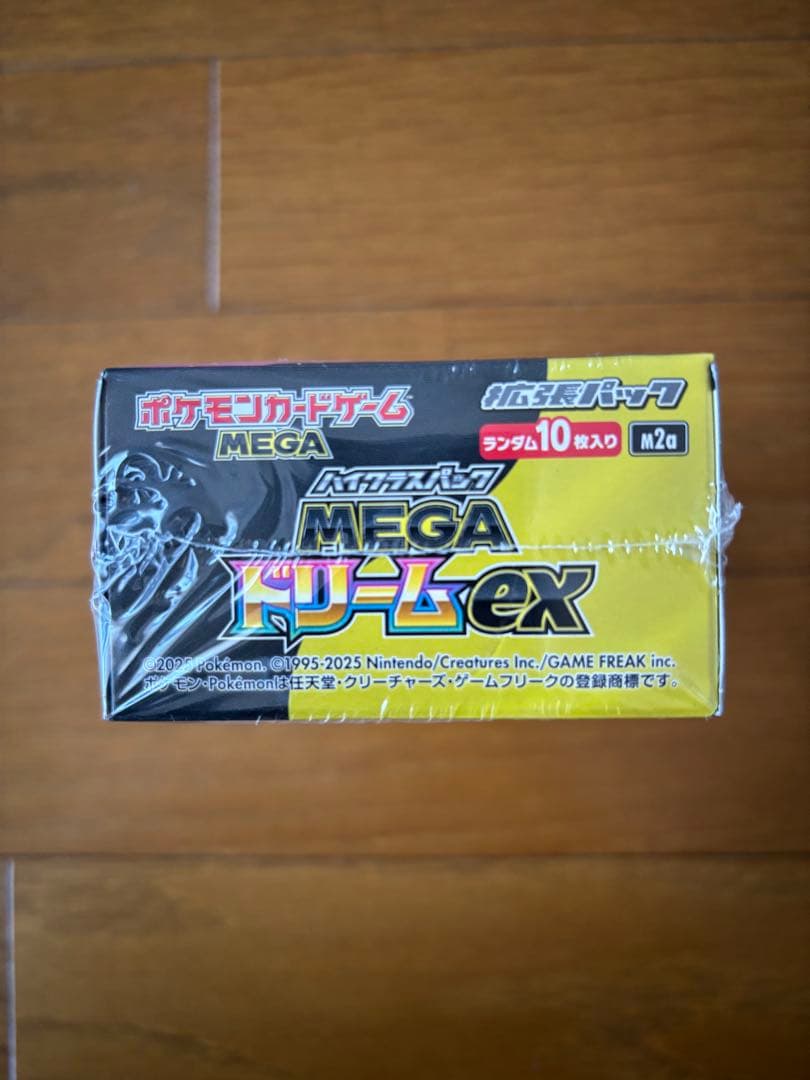 ポケモンカードゲーム
MEGA
拡張パック
ランダム10枚入り
M2a
ハイクラスパック
MEGA
ドリームex
©2025 Pokémon. ©1995-2025 Nintendo/Creatures Inc./GAME FREAK inc.
ポケモン・Pokémonは任天堂・クリーチャーズ・ゲームフリークの登録商標です。